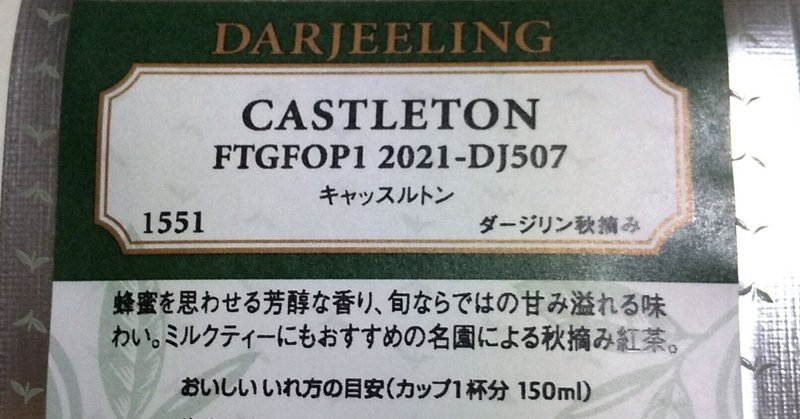 DARJEELING
CASTLETON
FTGFOP1 2021-DJ507
キャッスルトン
1551 ダージリン秋摘み
蜂蜜を思わせる芳醇な香り、旬ならではの甘み溢れる味
わい。ミルクティーにもおすすめの名園による秋摘み紅茶。
おいしいいれ方の目安(カップ1杯分 150ml)